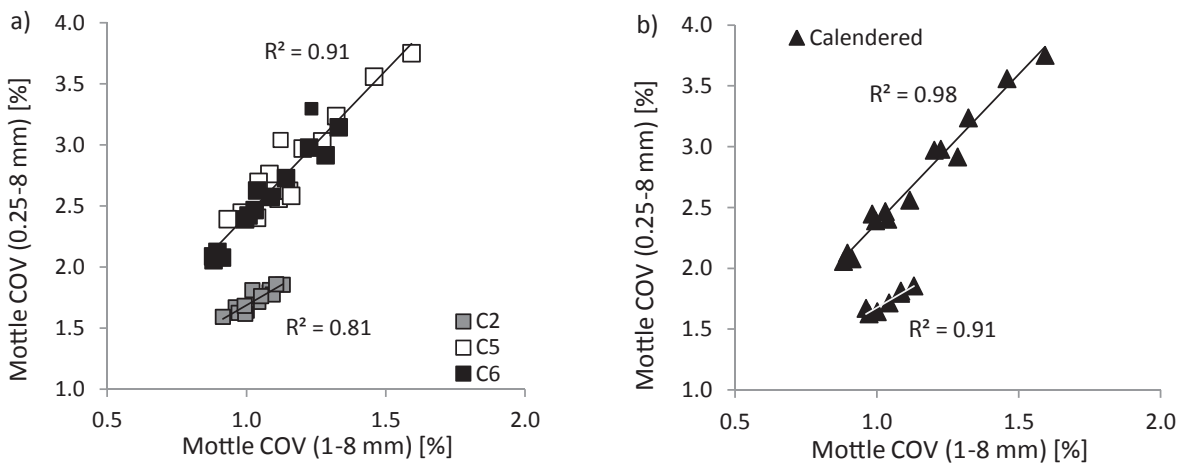 a)
Mottle COV (0.25-8 mm) [%]
4.0
3.5
3.0
2.5
2.0
1.5
1.0
R² = 0.91
R² = 0.81
C2
C5
C6
0.5
1.0
1.5
2.0
Mottle COV (1-8 mm) [%]
b)
Mottle COV (0.25-8 mm) [%]
4.0
3.5
3.0
2.5
2.0
1.5
1.0
Calendered
R² = 0.98
R² = 0.91
0.5
1.0
1.5
2.0
Mottle COV (1-8 mm) [%]